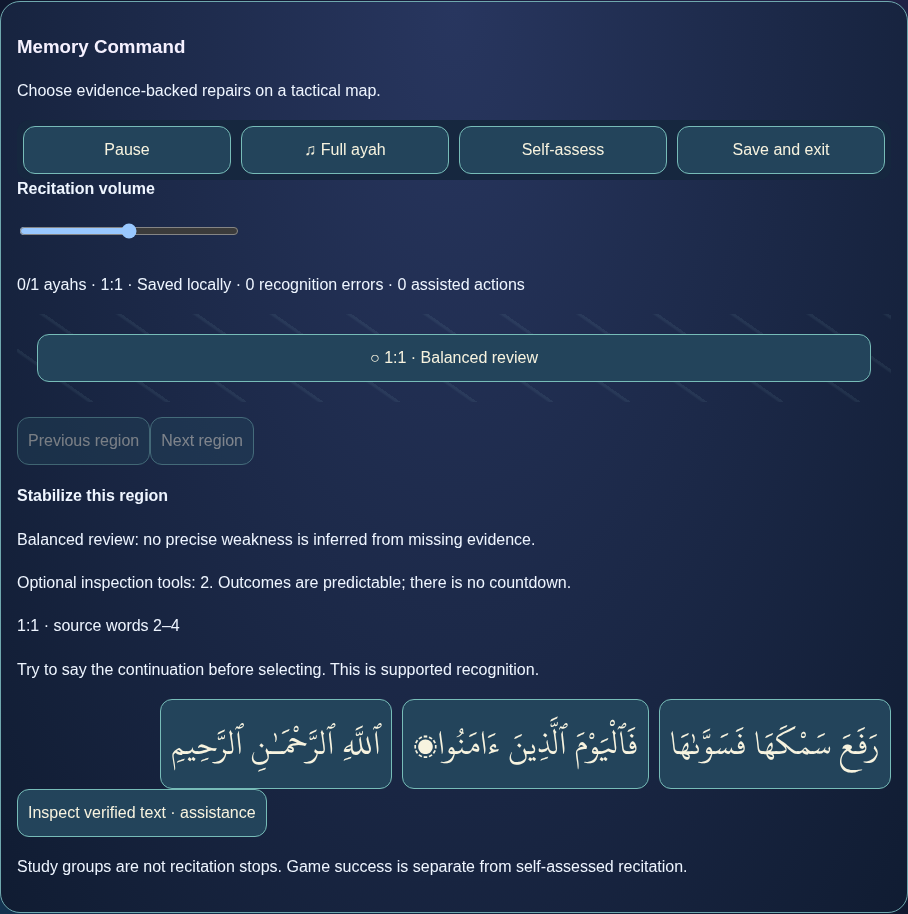 Memory Command
Choose evidence-backed repairs on a tactical map.
Pause
♫ Full ayah
Self-assess
Save and exit
Recitation volume
0/1 ayahs · 1:1 · Saved locally · 0 recognition errors · 0 assisted actions
○ 1:1 · Balanced review
Previous region
Next region
Stabilize this region
Balanced review: no precise weakness is inferred from missing evidence.
Optional inspection tools: 2. Outcomes are predictable; there is no countdown.
1:1 · source words 2–4
Try to say the continuation before selecting. This is supported recognition.
رَفَعَ سَمْكَهَا فَسَوَّىٰهَا
فَٱلْيَوْمَ ٱلَّذِينَ ءَامَنُوا۟
ٱللَّهِ ٱلرَّحْمَـٰنِ ٱلرَّحِيمِ
Inspect verified text · assistance
Study groups are not recitation stops. Game success is separate from self-assessed recitation.